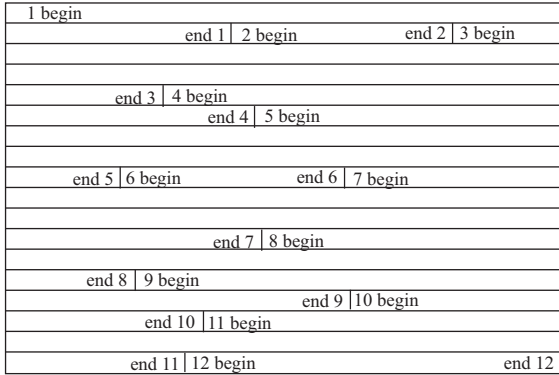 1 begin
end 1 2 begin end 2 3 begin
end 3 4 begin
end 4 5 begin
end 5 6 begin end 6 7 begin
end 7 8 begin
end 8 9 begin
end 9 10 begin
end 10 11 begin
end 11 12 begin end 12